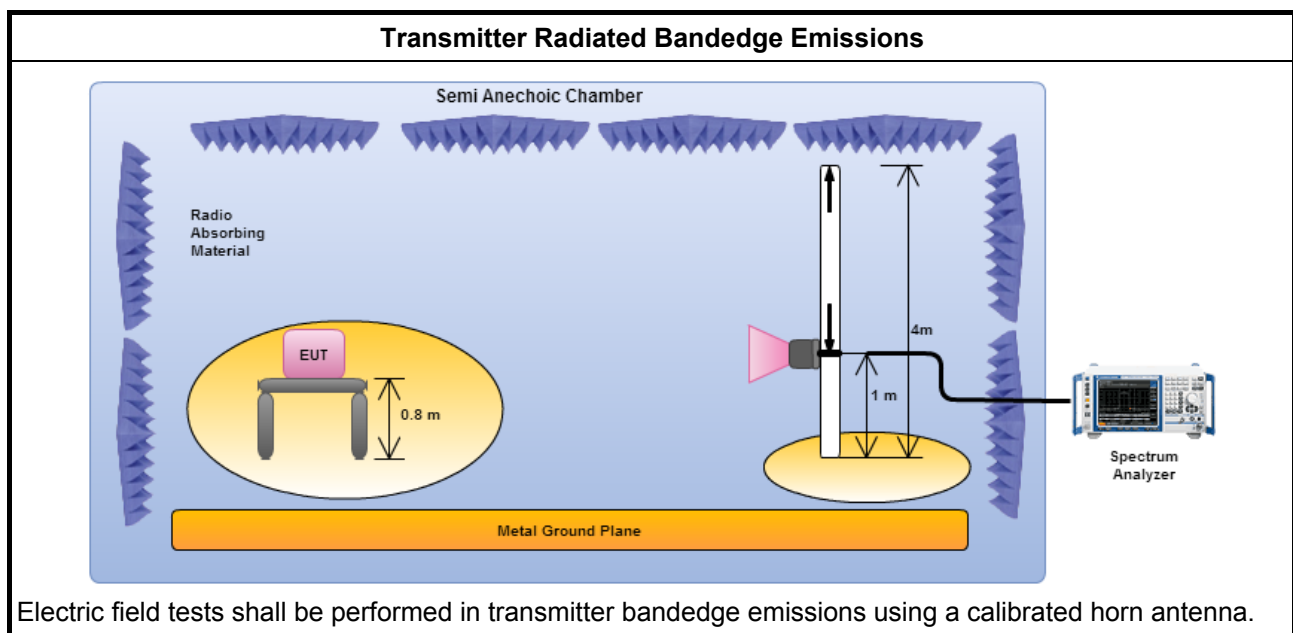 Transmitter Radiated Bandedge Emissions
Semi Anechoic Chamber
Radio
Absorbing
Material
EUT
0.8 m
4m
1 m
Spectrum
Analyzer
Metal Ground Plane
Electric field tests shall be performed in transmitter bandedge emissions using a calibrated horn antenna.